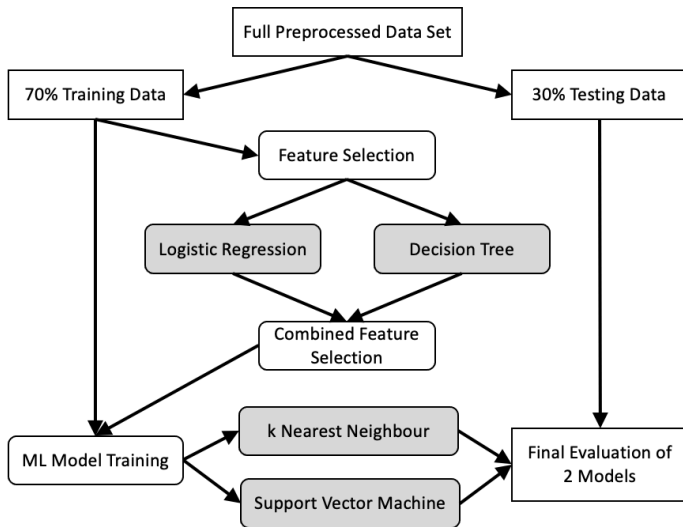 Full Preprocessed Data Set
70% Training Data
30% Testing Data
Feature Selection
Logistic Regression
Decision Tree
Combined Feature
Selection
k Nearest Neighbour
ML Model Training
Final Evaluation of
2 Models
Support Vector Machine